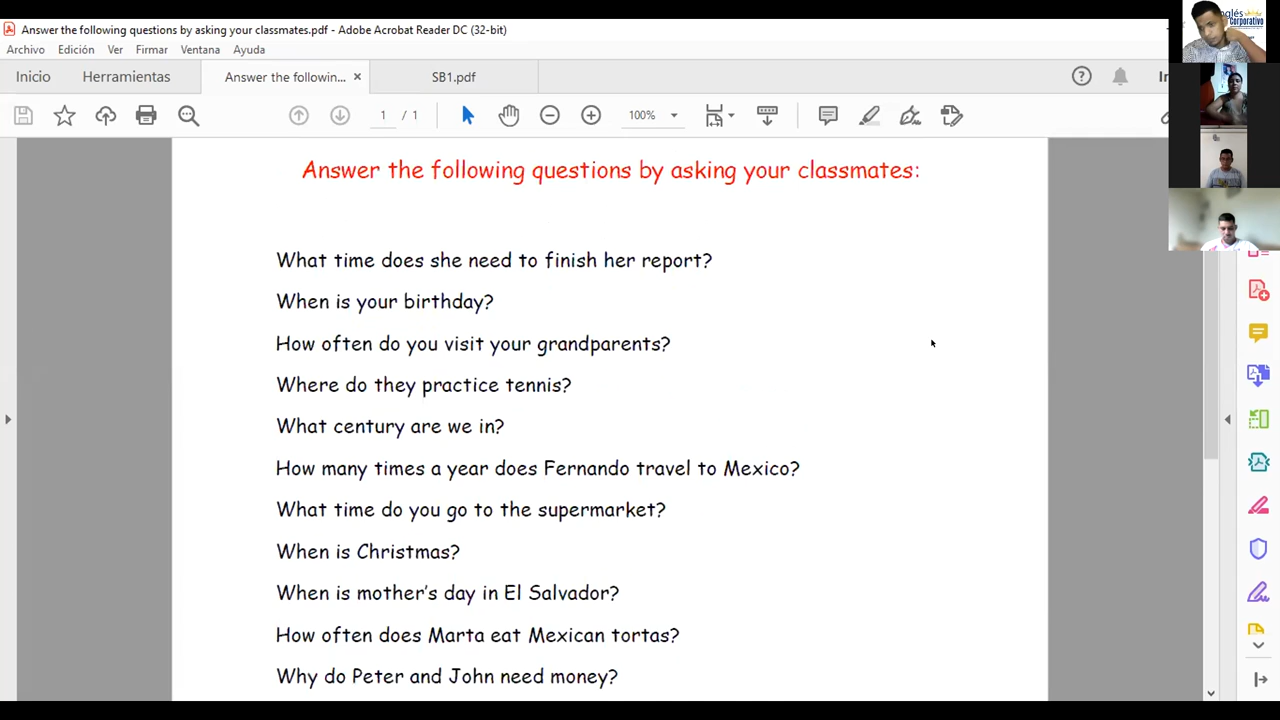 Answer the following questions by asking your classmates.pdf - Adobe Acrobat Reader DC (32-bit)
Archivo Edición Ver Firmar Ventana Ayuda
Inicio Herramientas Answer the followin... × SB1.pdf
1 / 1 100%
Answer the following questions by asking your classmates:
What time does she need to finish her report?
When is your birthday?
How often do you visit your grandparents?
Where do they practice tennis?
What century are we in?
How many times a year does Fernando travel to Mexico?
What time do you go to the supermarket?
When is Christmas?
When is mother's day in El Salvador?
How often does Marta eat Mexican tortas?
Why do Peter and John need money?
Corporativo